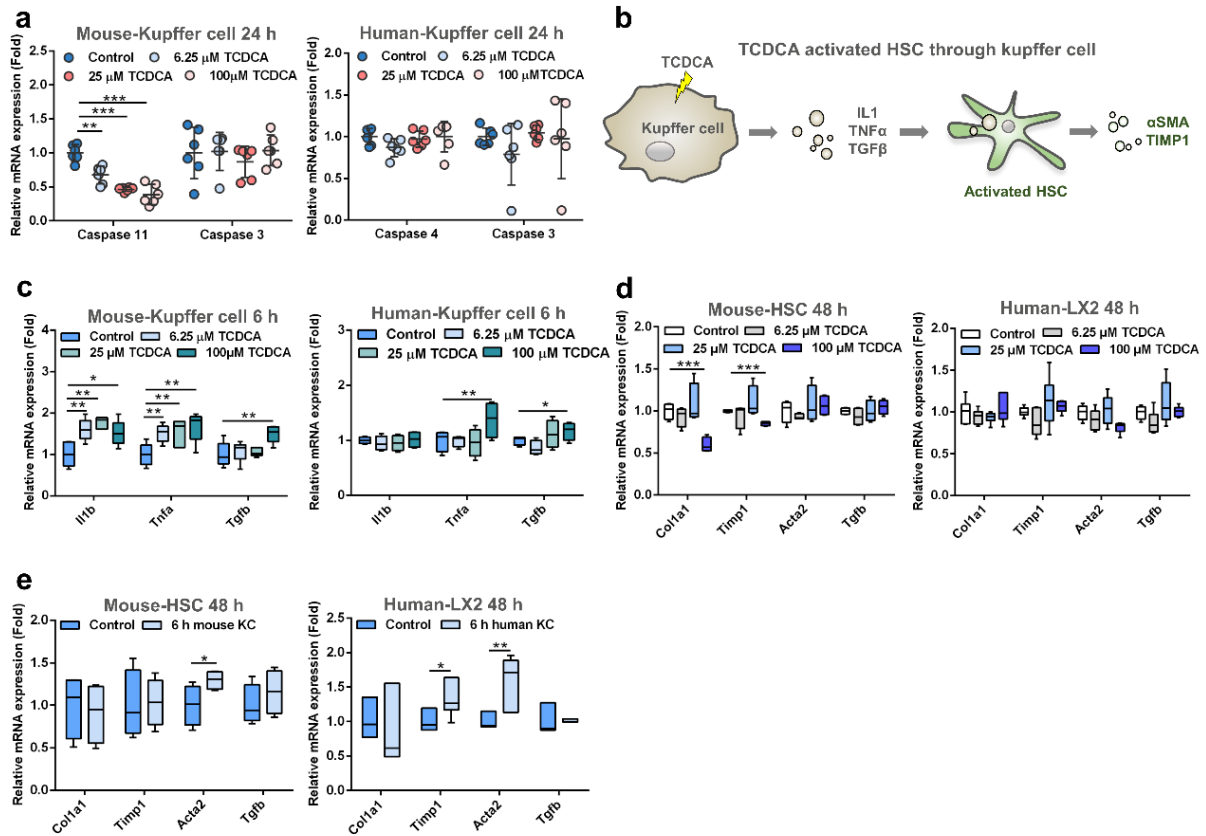 a
Mouse-Kupffer cell 24 h
Relative mRNA expression (Fold)
2.5
2.0
1.5
1.0
0.5
0.0
Control
6.25 μM TCDCA
25 μM TCDCA
100μM TCDCA
***
***
**
Caspase 11
Caspase 3
Human-Kupffer cell 24 h
Relative mRNA expression (Fold)
2.0
1.5
1.0
0.5
0.0
Control
6.25 μM TCDCA
25 μM TCDCA
100 μMTCDCA
Caspase 4
Caspase 3
b
TCDCA activated HSC through kupffer cell
TCDCA
Kupffer cell
IL1
TNFα
TGFβ
Activated HSC
αSMA
TIMP1
c
Mouse-Kupffer cell 6 h
Relative mRNA expression (Fold)
4
3
2
1
0
Control
6.25 μM TCDCA
25 μM TCDCA
100μM TCDCA
*
**
**
**
**
**
**
Il1b
Tnfa
Tgfb
Human-Kupffer cell 6 h
Relative mRNA expression (Fold)
3
2
1
0
Control
6.25 μM TCDCA
25 μM TCDCA
100 μM TCDCA
**
*
Il1b
Tnfa
Tgfb
d
Mouse-HSC 48 h
Relative mRNA expression (Fold)
2.0
1.5
1.0
0.5
0.0
Control
6.25 μM TCDCA
25 μM TCDCA
100 μM TCDCA
***
***
Col1a1
Timp1
Acta2
Tgfb
Human-LX2 48 h
Relative mRNA expression (Fold)
2.0
1.5
1.0
0.5
0.0
Control
6.25 μM TCDCA
25 μM TCDCA
100 μM TCDCA
Col1a1
Timp1
Acta2
Tgfb
e
Mouse-HSC 48 h
Relative mRNA expression (Fold)
2.0
1.5
1.0
0.5
0.0
Control
6 h mouse KC
*
Col1a1
Timp1
Acta2
Tgfb
Human-LX2 48 h
Relative mRNA expression (Fold)
2.5
2.0
1.5
1.0
0.5
0.0
Control
6 h human KC
*
**
Col1a1
Timp1
Acta2
Tgfb